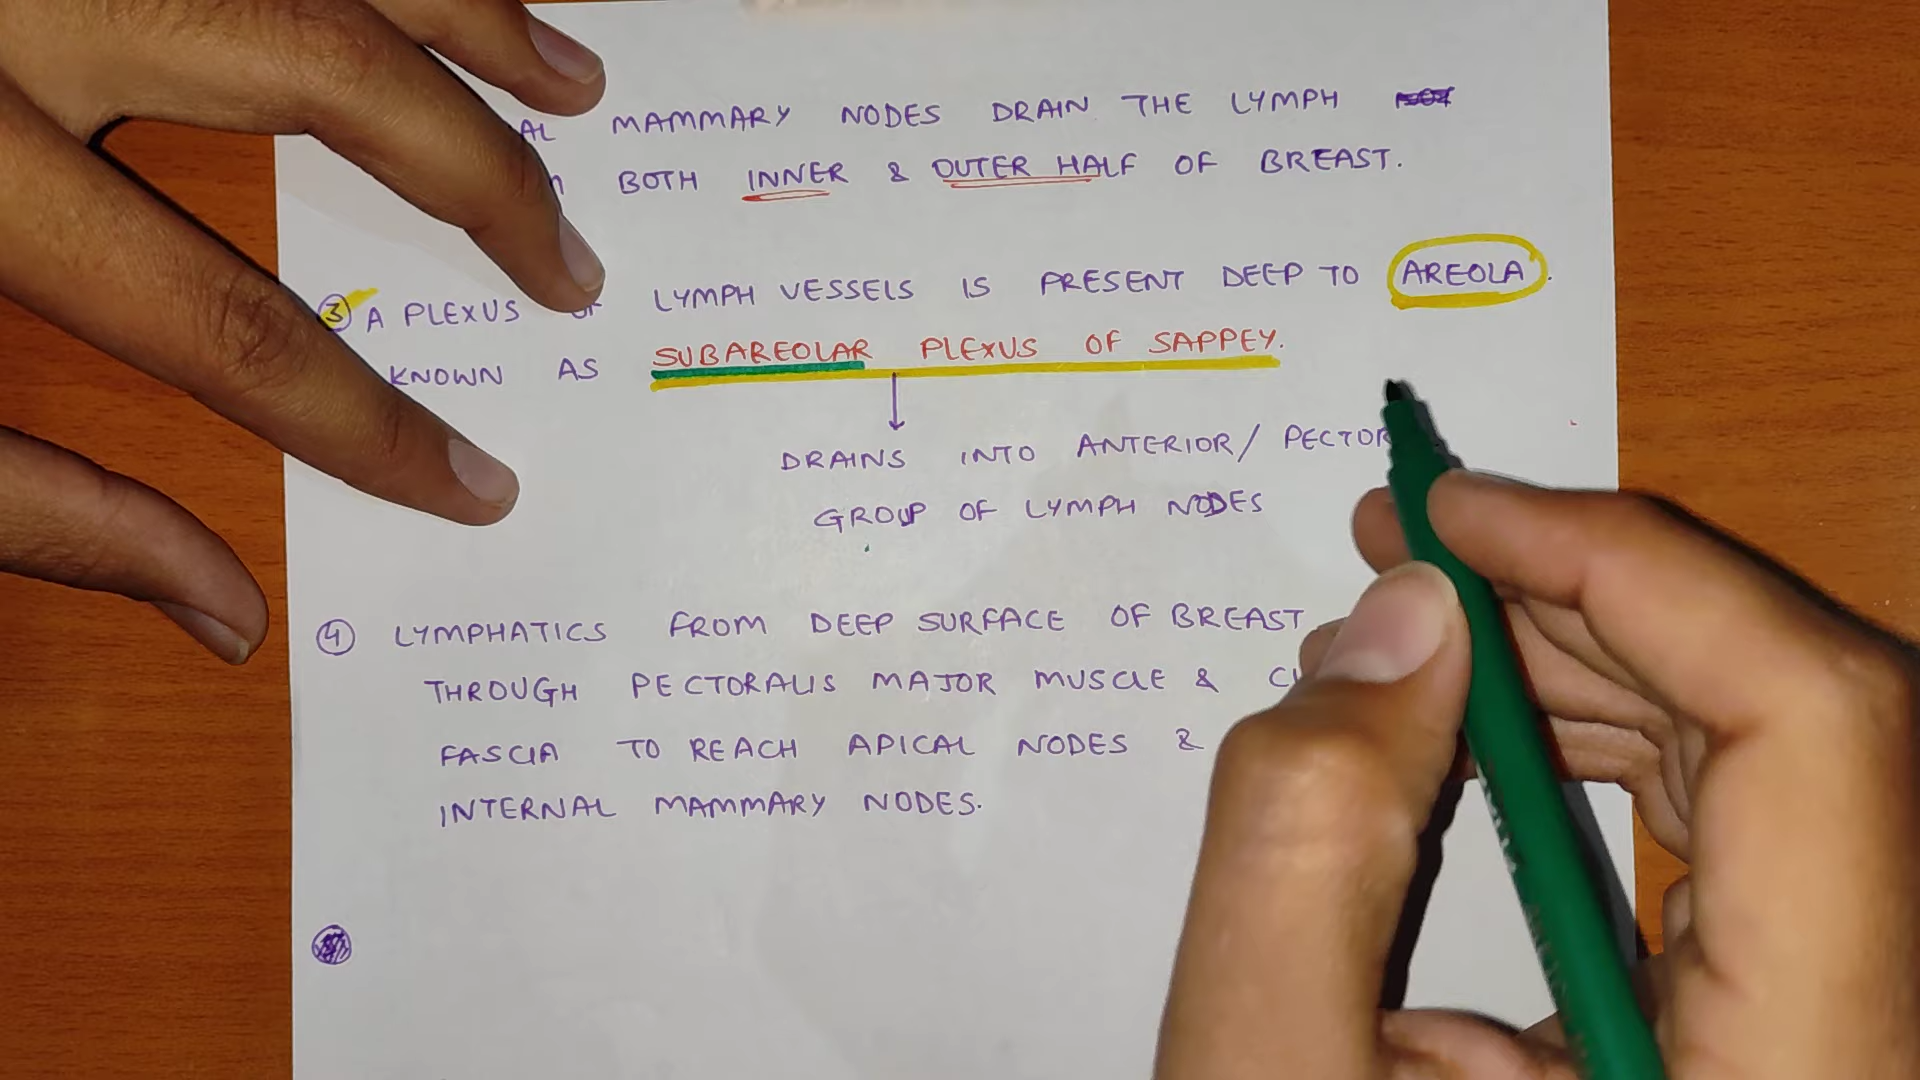 MAMMARY NODES DRAIN THE LYMPH
BOTH INNER & OUTER HALF OF BREAST.
③ A PLEXUS OF LYMPH VESSELS IS PRESENT DEEP TO AREOLA.
KNOWN AS SUBAREOLAR PLEXUS OF SAPPEY.
DRAINS INTO ANTERIOR/ PECTOR
GROUP OF LYMPH NODES
④ LYMPHATICS FROM DEEP SURFACE OF BREAST
THROUGH PECTORALIS MAJOR MUSCLE &
FASCIA TO REACH APICAL NODES &
INTERNAL MAMMARY NODES.